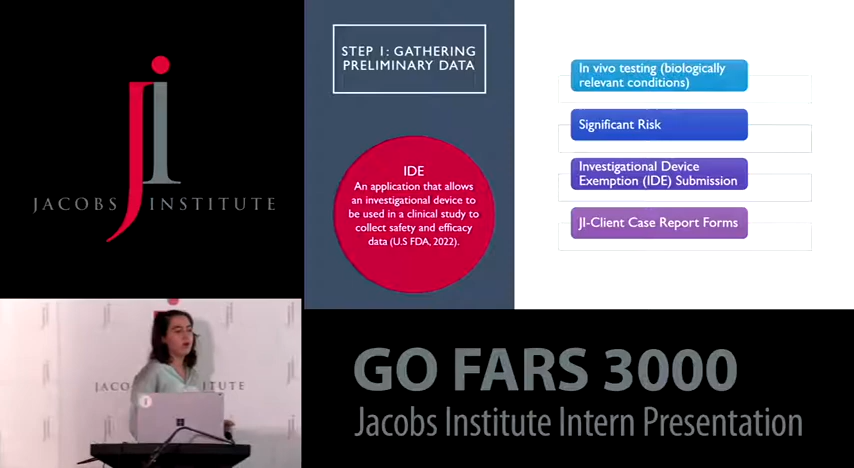 JACOBS INSTITUTE
STEP 1: GATHERING
PRELIMINARY DATA
IDE
An application that allows
an investigational device to
be used in a clinical study to
collect safety and efficacy
data (U.S FDA, 2022).
In vivo testing (biologically
relevant conditions)
Significant Risk
Investigational Device
Exemption (IDE) Submission
JI-Client Case Report Forms
JACO
ITUTE
GO FARS 3000
Jacobs Institute Intern Presentation